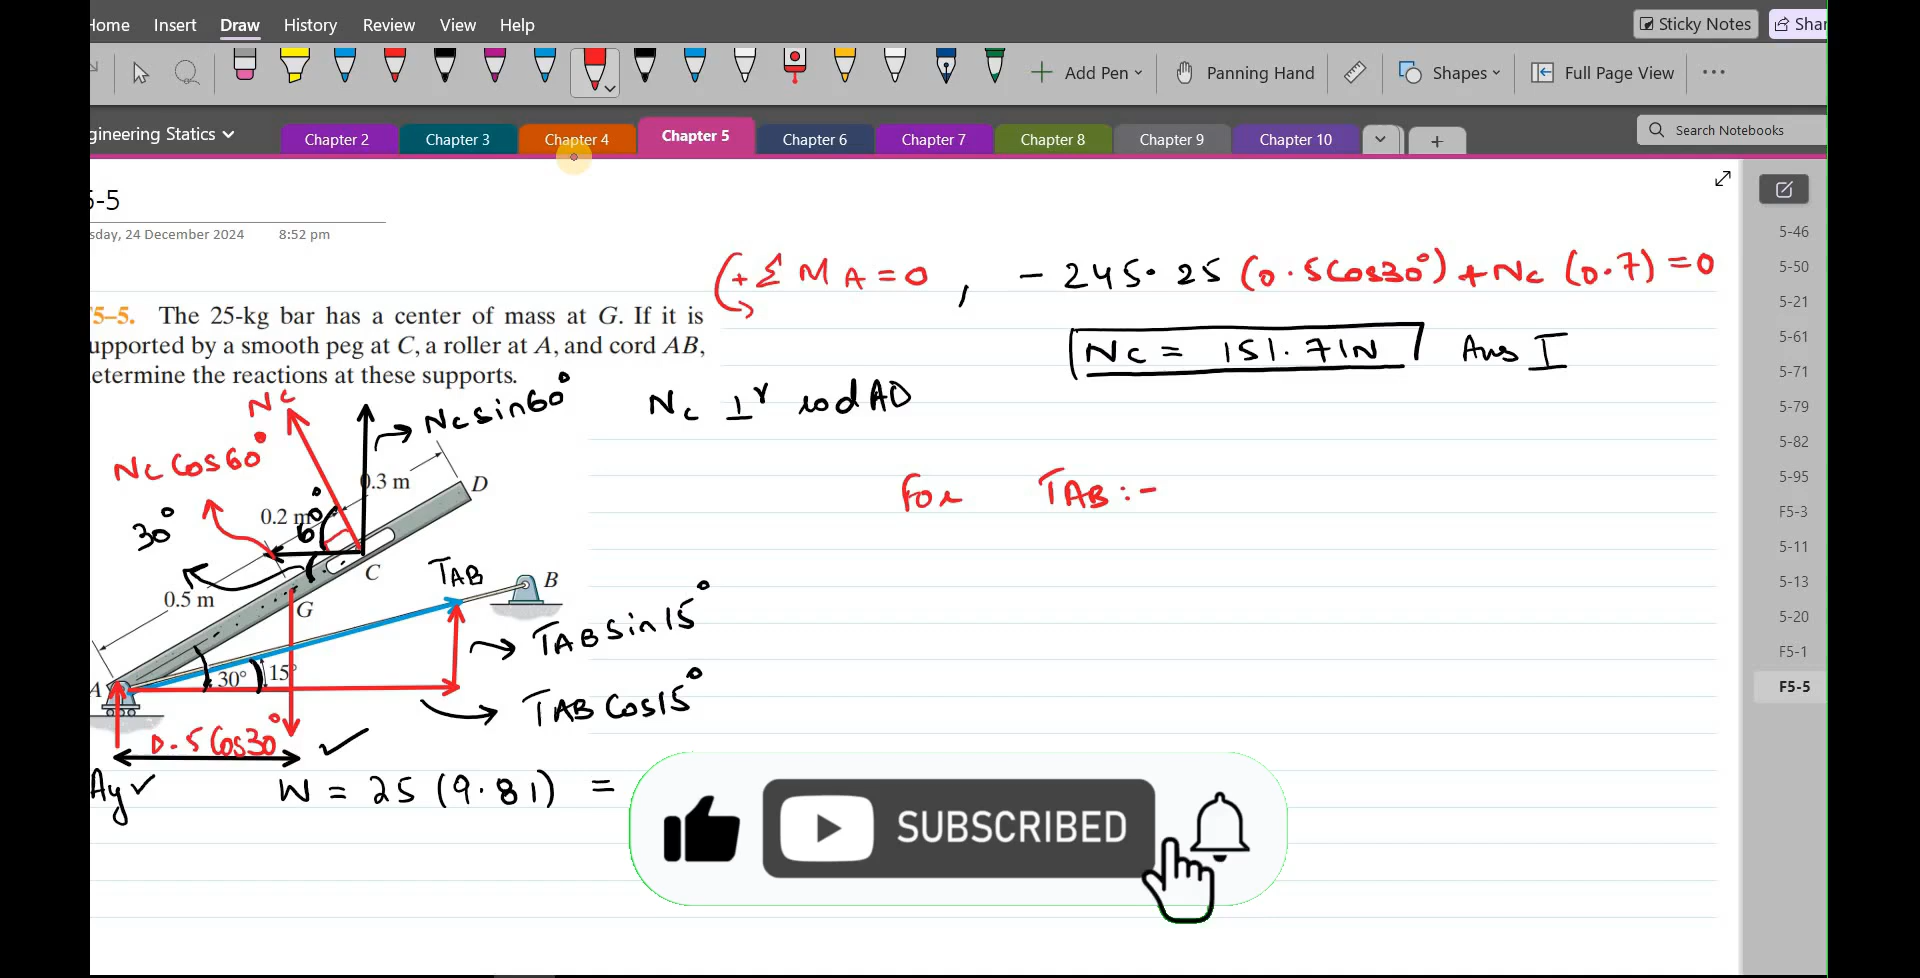 Home Insert Draw History Review View Help
Sticky Notes
Add Pen
Panning Hand
Shapes
Full Page View
Chapter 2
Chapter 3
Chapter 4
Chapter 5
Chapter 6
Chapter 7
Chapter 8
Chapter 9
Chapter 10
Search Notebooks
5-5
24 December 2024 8:52 pm
+ Σ M A = 0 , - 245.25 (0.5 Cos30°) + Nc (0.7) = 0
F5–5. The 25-kg bar has a center of mass at G. If it is
supported by a smooth peg at C, a roller at A, and cord AB,
determine the reactions at these supports.
Nc = 151.71N Ans I
Nc ⊥r rod AD
Nc
Nc Sin60°
Nc Cos60°
0.3 m
D
0.2 m
60°
30°
C
For TAB :-
TAB
B
0.5 m
G
TAB Sin15°
A
30°
15°
TAB Cos15°
0.5 Cos30°
Ay
W = 25 (9.81) =
SUBSCRIBED
5-46
5-50
5-21
5-61
5-71
5-79
5-82
5-95
F5-3
5-11
5-13
5-20
F5-1
F5-5